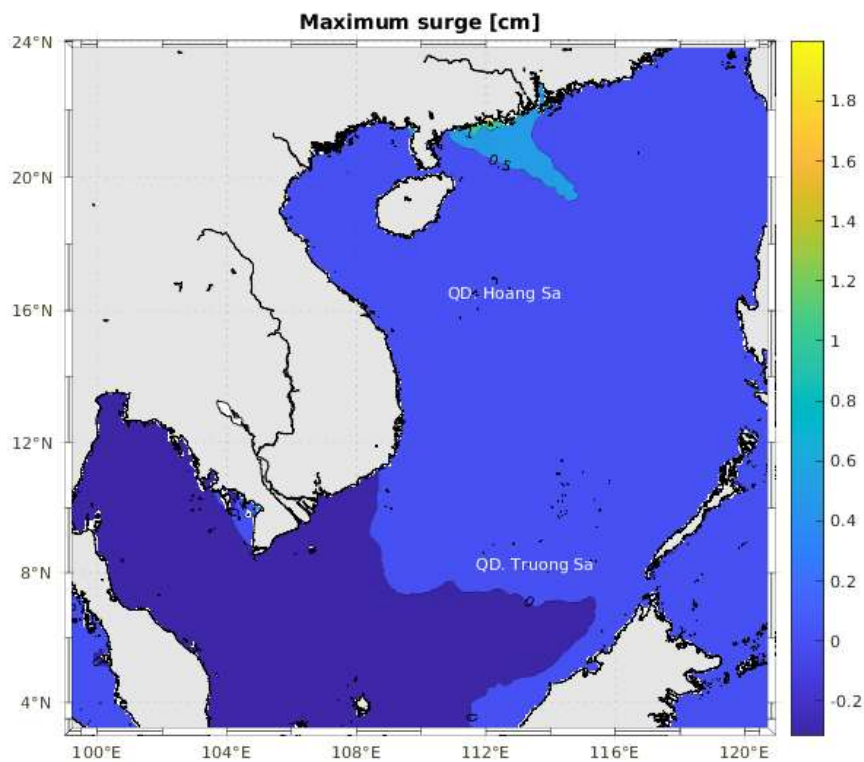 Maximum surge [cm]
24°N
20°N
16°N
12°N
8°N
4°N
100°E
104°E
108°E
112°E
116°E
120°E
1
0.5
QD. Hoang Sa
QD. Truong Sa
0
0
0
1.8
1.6
1.4
1.2
1
0.8
0.6
0.4
0.2
0
-0.2